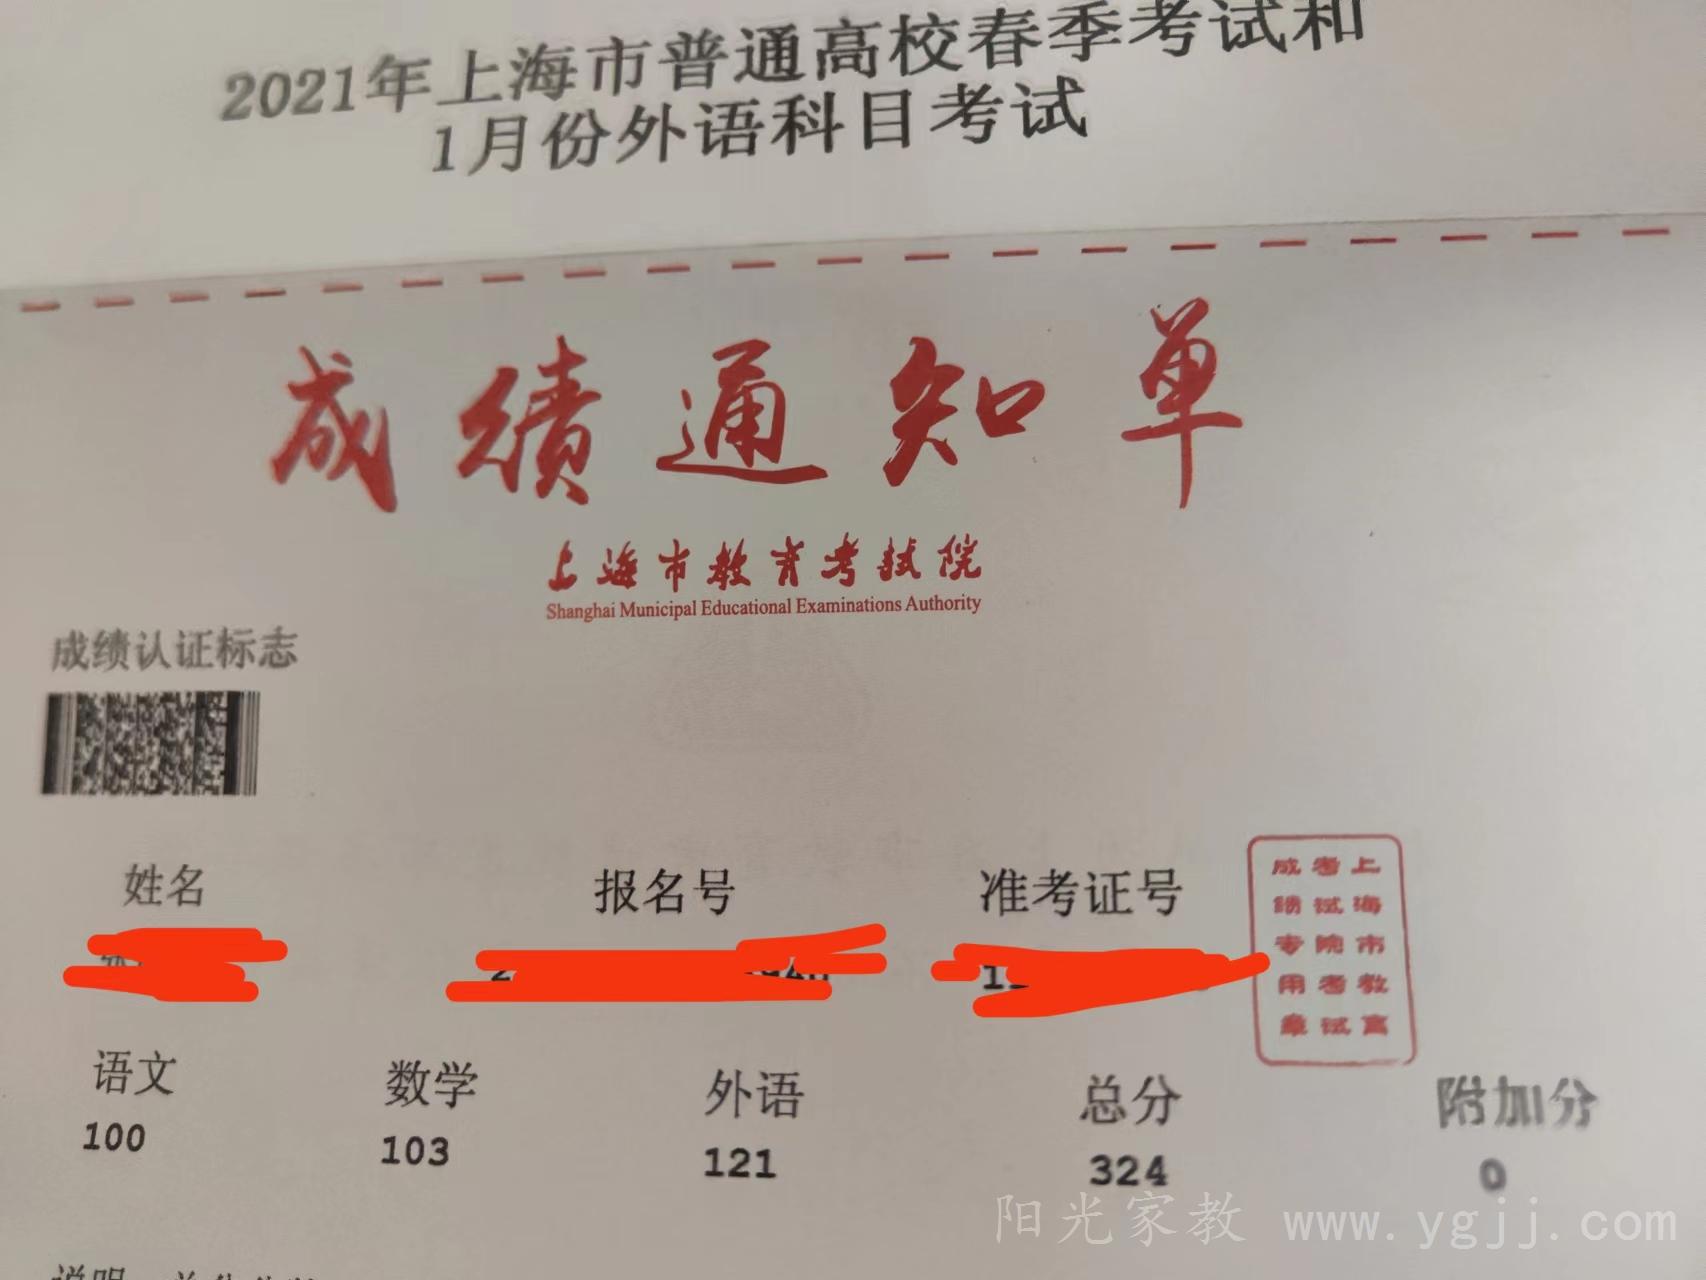 2021年上海市普通高校春季考试和
1月份外语科目考试
成绩通知单
上海市教育考试院
Shanghai Municipal Educational Examinations Authority
成绩认证标志
姓名 报名号 准考证号
上海市教育
考试院考试
成绩专用章
语文 数学 外语 总分 附加分
100 103 121 324 0
阳光家教 www.ygjj.com